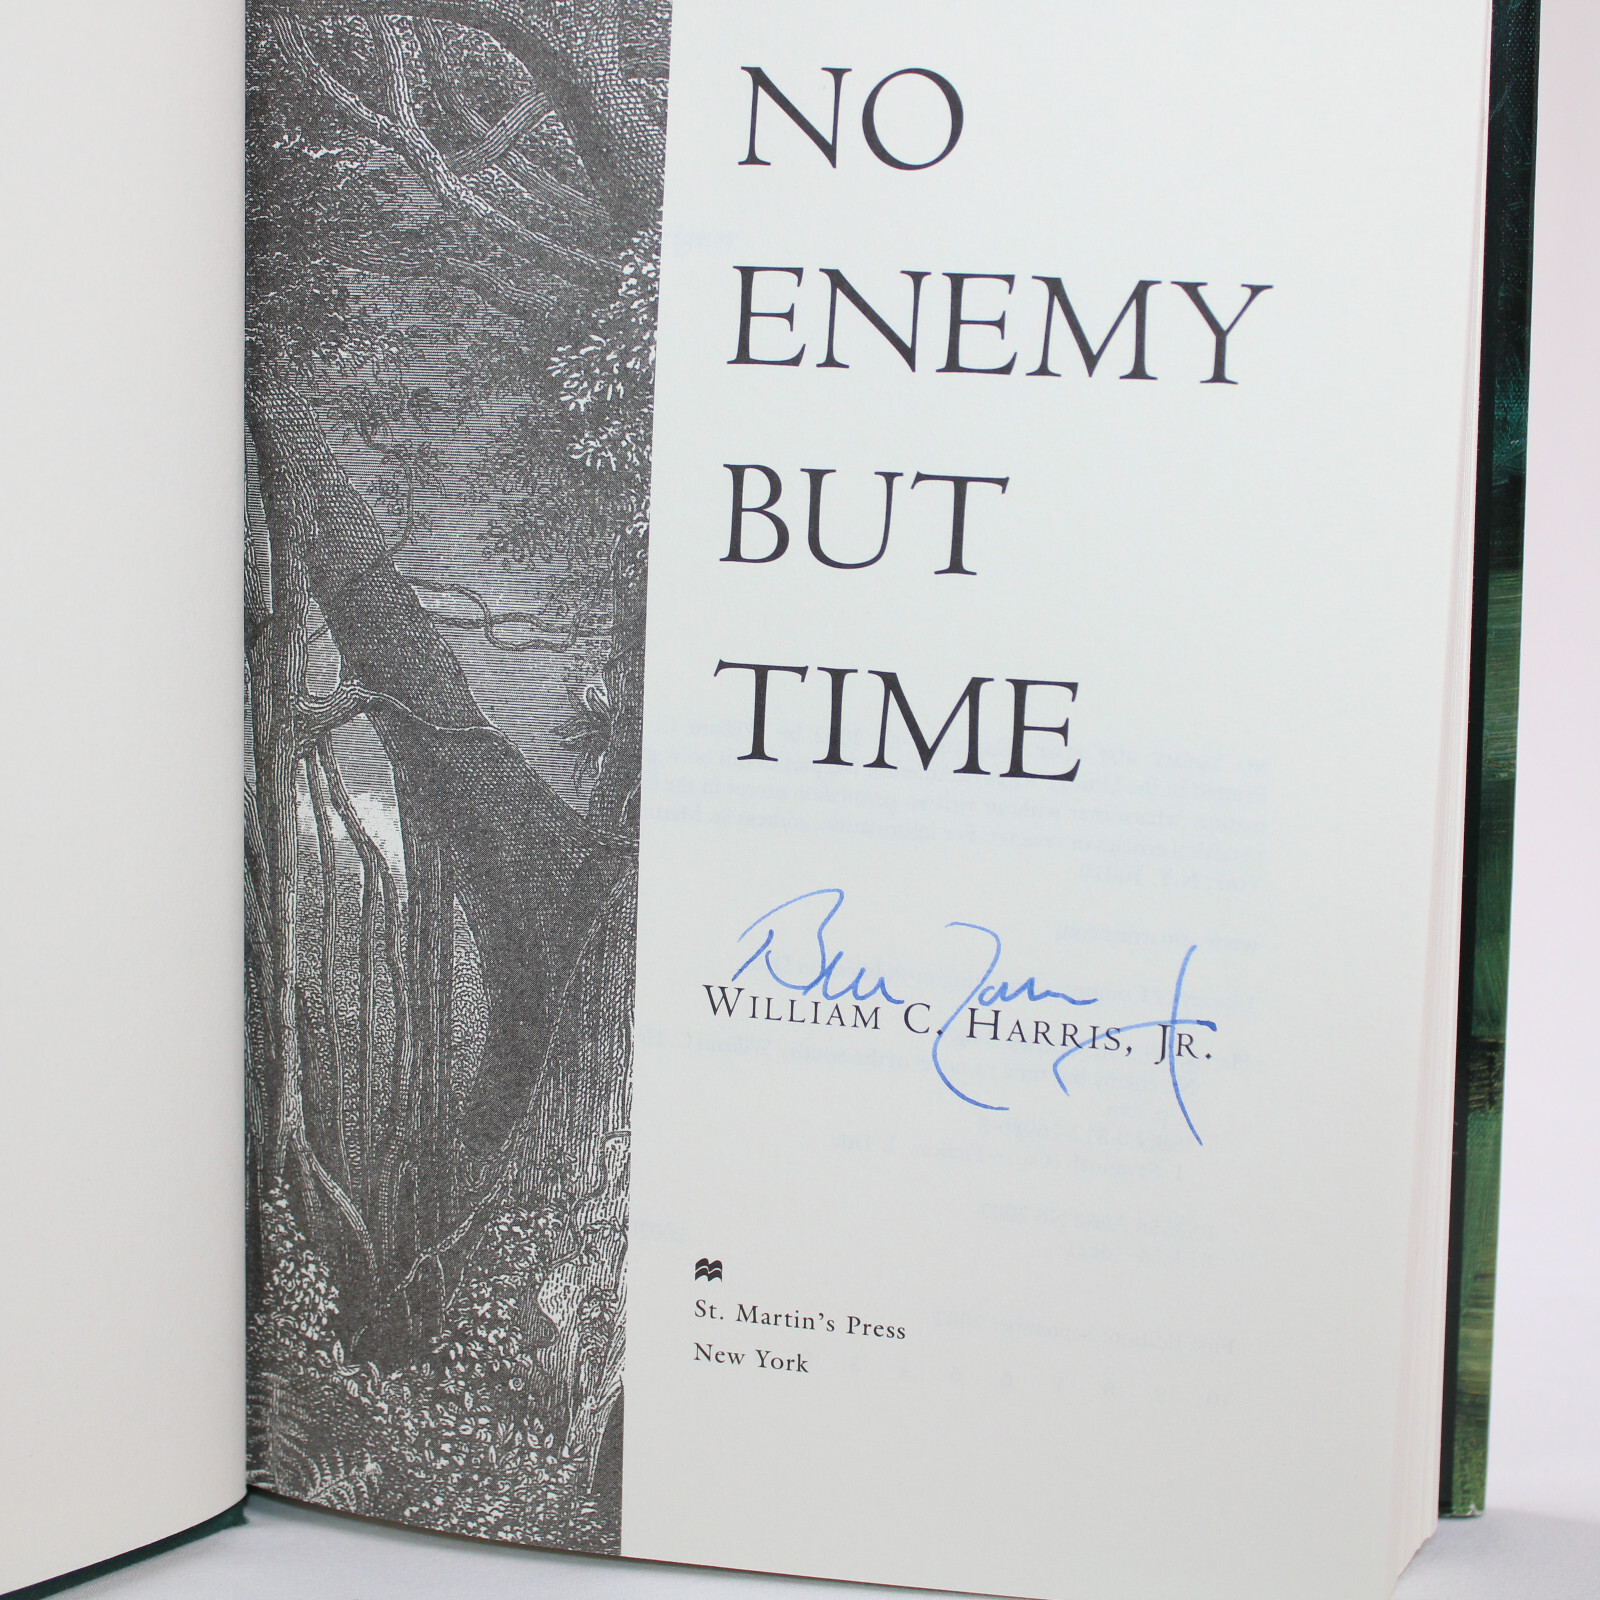 NO
ENEMY
BUT
TIME
WILLIAM C. HARRIS, JR.
St. Martin's Press
New York